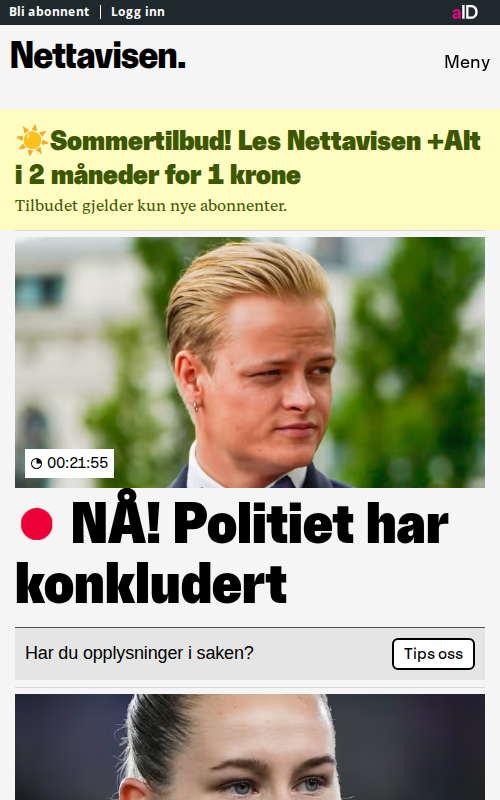 Bli abonnent Logg inn aID
Nettavisen.
Meny
☀️Sommertilbud! Les Nettavisen +Alt
i 2 måneder for 1 krone
Tilbudet gjelder kun nye abonnenter.
00:21:55
NÅ! Politiet har
konkludert
Har du opplysninger i saken? Tips oss